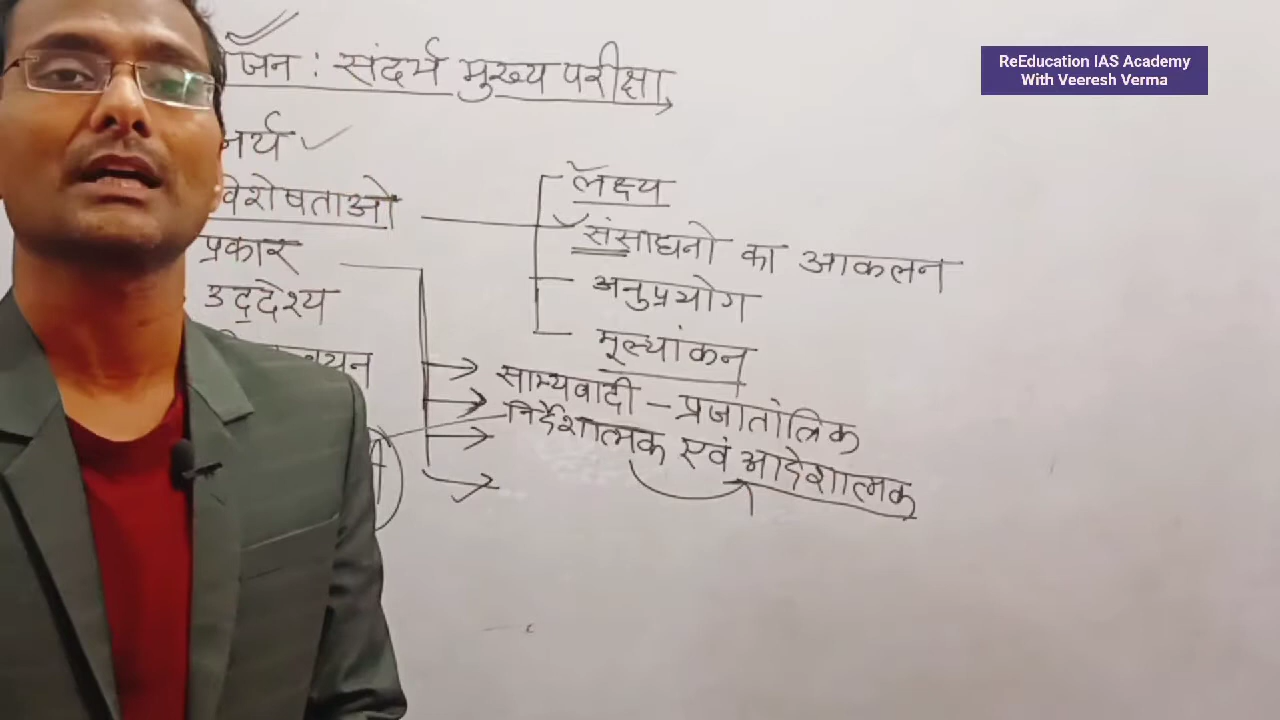 ReEducation IAS Academy
With Veeresh Verma
जन : संदर्भ मुख्य परीक्षा
विशेषताओ
प्रकार
उद्देश्य
लक्ष्य
संसाधनो का आकलन
अनुप्रयोग
मूल्यांकन
साम्यवादी – प्रजातांत्रिक
निर्देशात्मक एवं आदेशात्मक